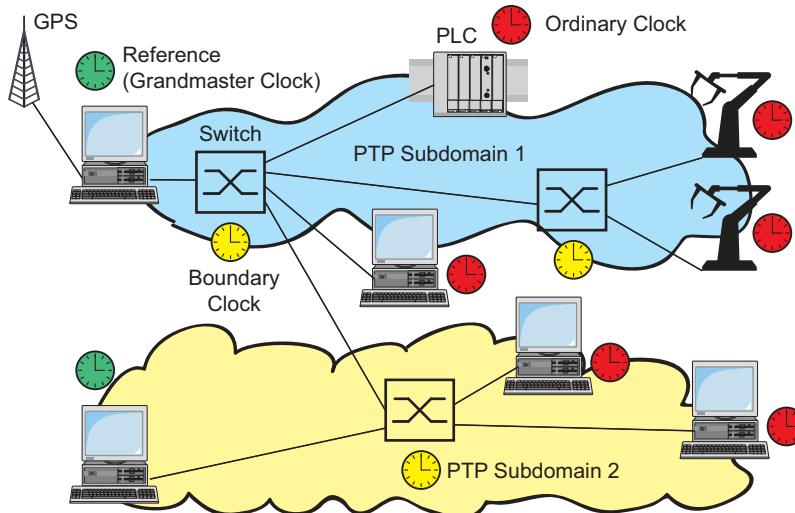 GPS
Reference
(Grandmaster Clock)
PLC
Ordinary Clock
Switch
PTP Subdomain 1
Boundary
Clock
PTP Subdomain 2